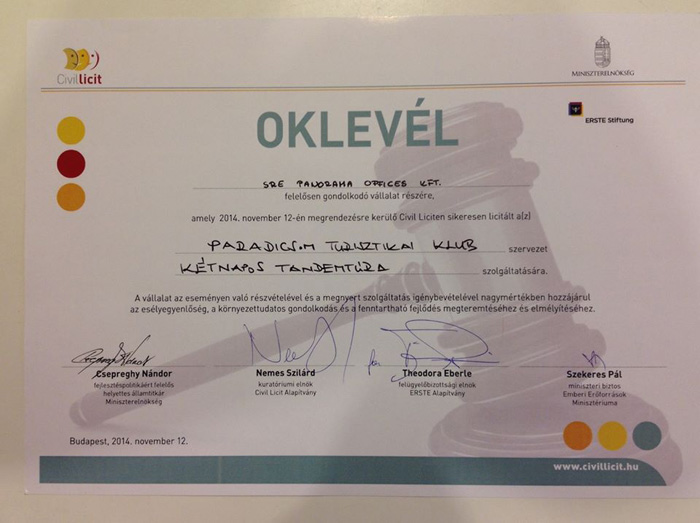 Civillicit
MINISZTERELNÖKSÉG
ERSTE Stiftung
OKLEVÉL
SRE PANORAMA OFFICES KFT.
felelősen gondolkodó vállalat részére,
amely 2014. november 12-én megrendezésre kerülő Civil Liciten sikeresen licitált a(z)
PARADICSOM TURISZTIKAI KLUB szervezet
KÉTNAPOS TANDEMTÚRA szolgáltatására.
A vállalat az eseményen való részvételével és a megnyert szolgáltatás igénybevételével nagymértékben hozzájárul
az esélyegyenlőség, a környezettudatos gondolkodás és a fenntartható fejlődés megteremtéséhez és elmélyítéséhez.
Csepreghy Nándor
fejlesztéspolitikáért felelős
helyettes államtitkár
Miniszterelnökség
Nemes Szilárd
kuratóriumi elnök
Civil Licit Alapítvány
Theodora Eberle
felügyelőbizottsági elnök
ERSTE Alapítvány
Szekeres Pál
miniszteri biztos
Emberi Erőforrások
Minisztériuma
Budapest, 2014. november 12.
www.civillicit.hu